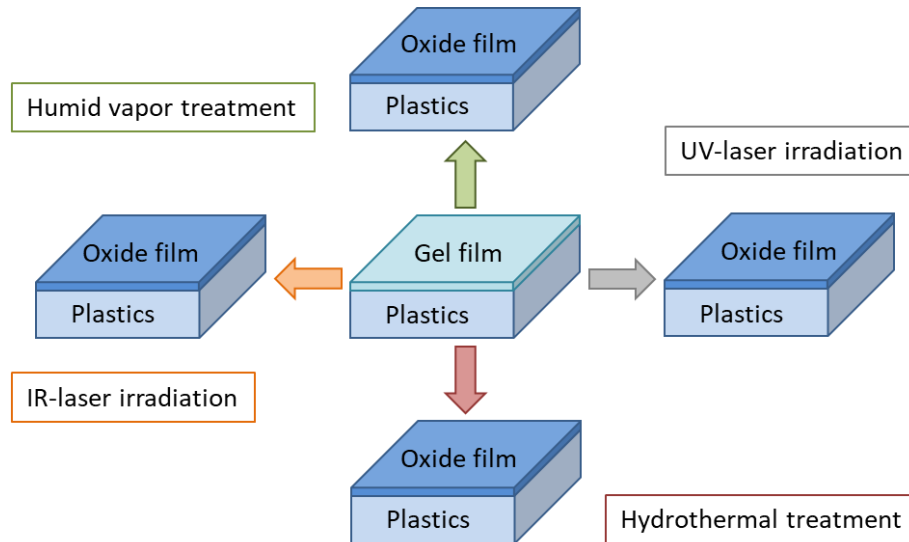 Oxide film
Plastics
Humid vapor treatment
UV-laser irradiation
Oxide film
Plastics
Gel film
Plastics
Oxide film
Plastics
IR-laser irradiation
Oxide film
Plastics
Hydrothermal treatment